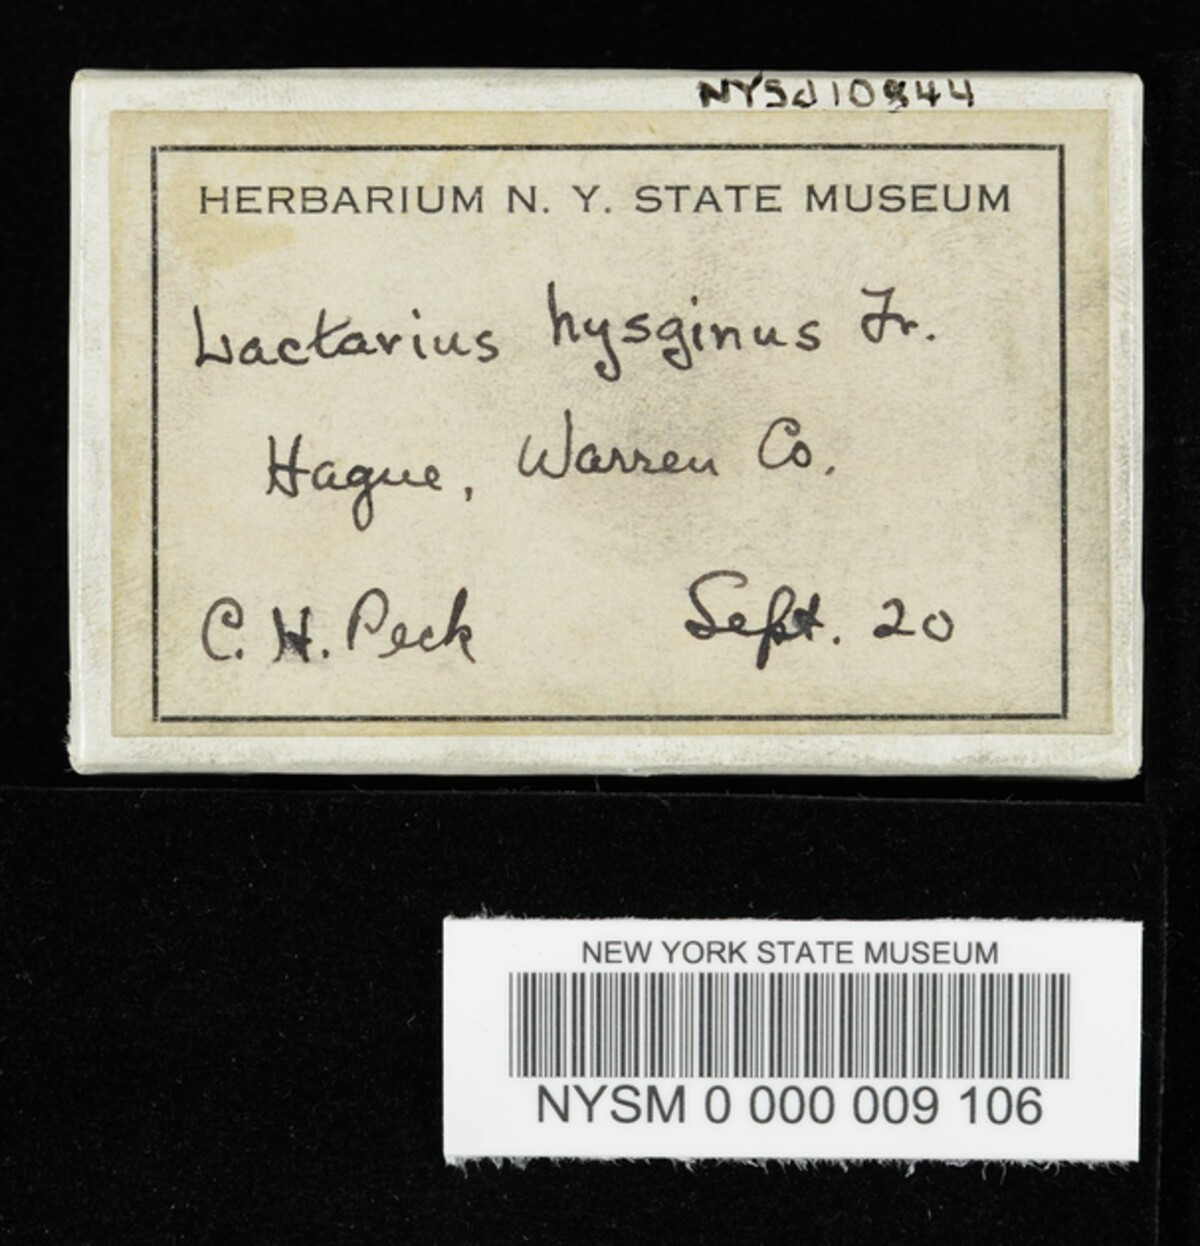 NYSd10844
HERBARIUM N. Y. STATE MUSEUM
Lactarius hysginus Fr.
Hague, Warren Co.
C. H. Peck Sept. 20
NEW YORK STATE MUSEUM
NYSM 0 000 009 106